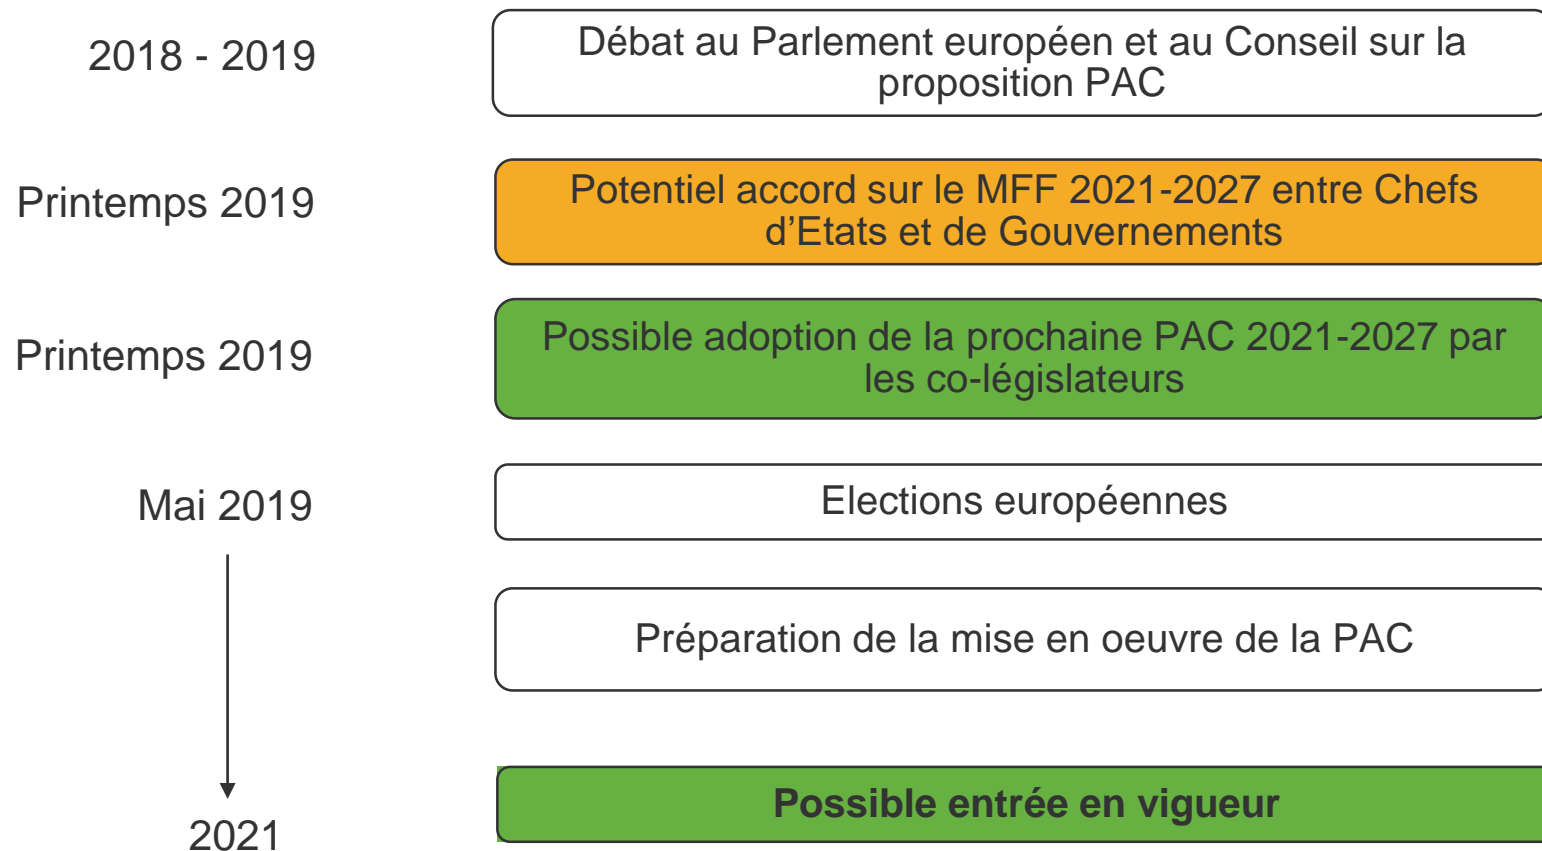 2018 - 2019
Débat au Parlement européen et au Conseil sur la
proposition PAC
Printemps 2019
Potentiel accord sur le MFF 2021-2027 entre Chefs
d’Etats et de Gouvernements
Printemps 2019
Possible adoption de la prochaine PAC 2021-2027 par
les co-législateurs
Mai 2019
Elections européennes
Préparation de la mise en oeuvre de la PAC
Possible entrée en vigueur
2021